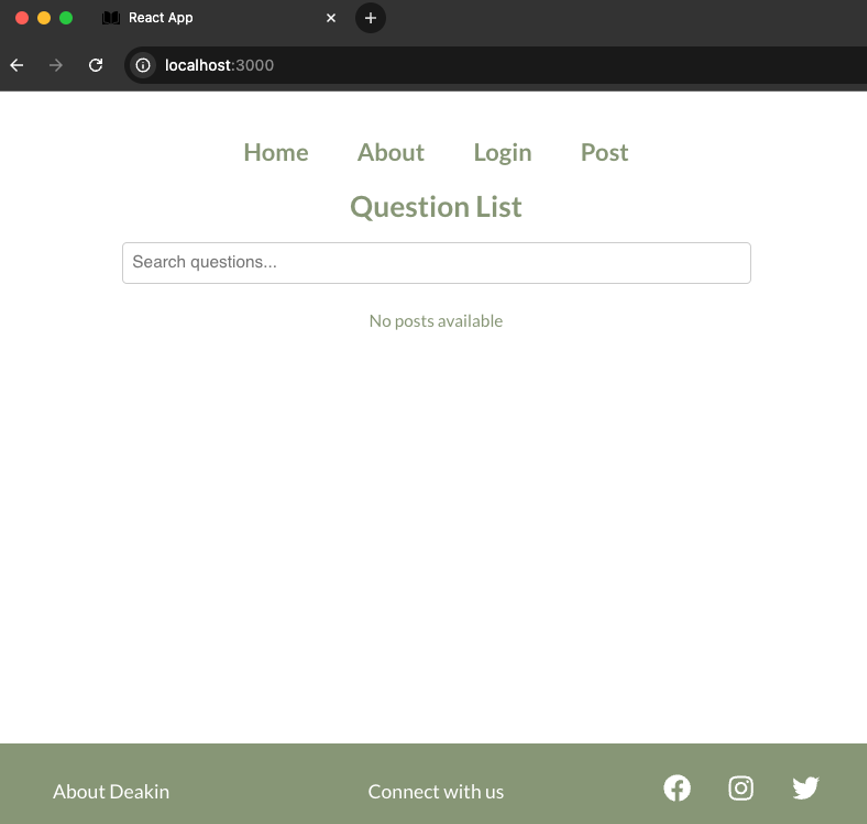 React App
localhost:3000
Home About Login Post
Question List
Search questions...
No posts available
About Deakin Connect with us